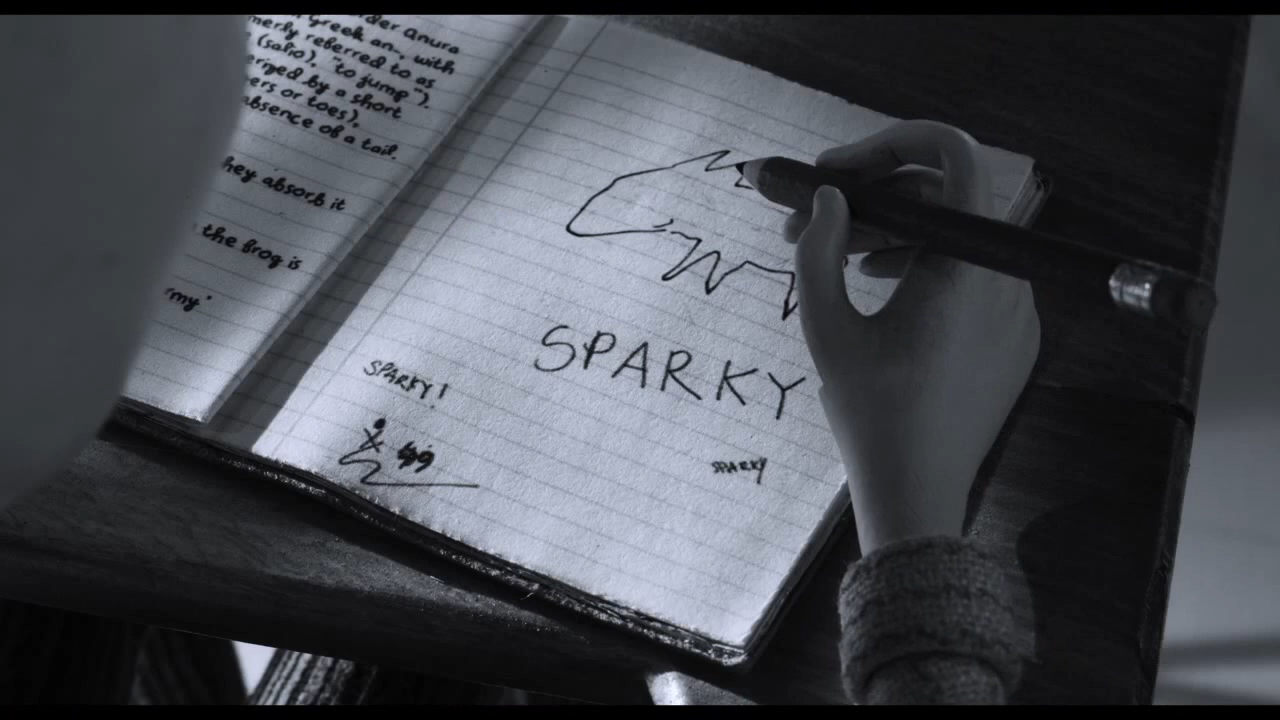 der Anura
Greek an-, with
merly referred to as
(salio), "to jump"),
erized by a short
ers or toes),
absence of a tail.
hey absorb it
the frog is
rmy"
SPARKY
SPARKY!
SPARKY